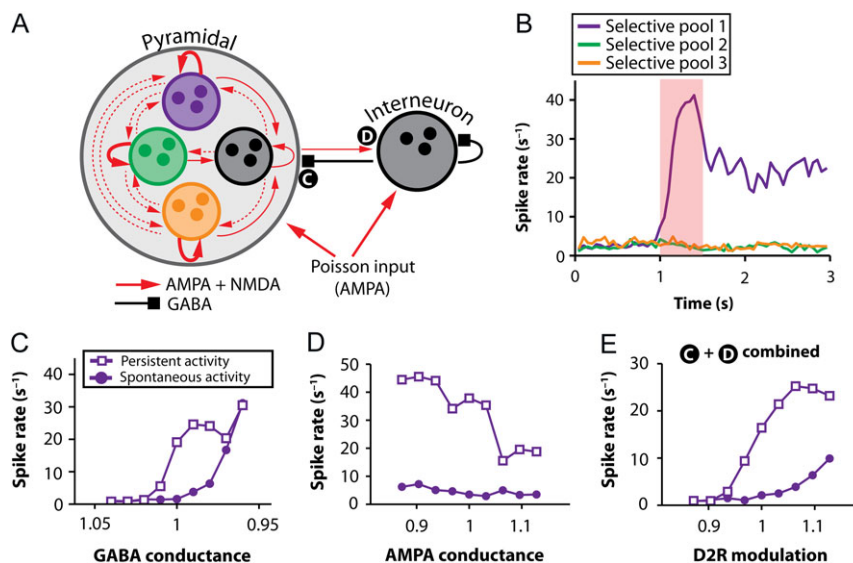 A
Pyramidal
Interneuron
D
C
Poisson input
(AMPA)
AMPA + NMDA
GABA
B
Selective pool 1
Selective pool 2
Selective pool 3
Spike rate (s⁻¹)
40
30
20
10
0
0
1
2
3
Time (s)
C
Persistent activity
Spontaneous activity
Spike rate (s⁻¹)
40
30
20
10
0
1.05
1
0.95
GABA conductance
D
Spike rate (s⁻¹)
50
40
30
20
10
0
0.9
1
1.1
AMPA conductance
E
C + D combined
Spike rate (s⁻¹)
30
20
10
0
0.9
1
1.1
D2R modulation